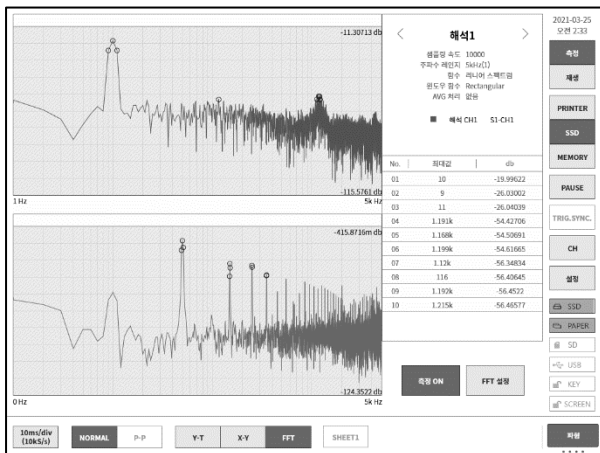 -11.30713 db
-115.5761 db
1 Hz
5k Hz
-415.8716m db
-124.3522 db
0 Hz
5k Hz
해석1
샘플링 속도 10000
주파수 레인지 5kHz(1)
함수 리니어 스펙트럼
윈도우 함수 Rectangular
AVG 처리 없음
해석 CH1 S1-CH1
No. 최대값 db
01 10 -19.99622
02 9 -26.03002
03 11 -26.04039
04 1.191k -54.42706
05 1.168k -54.50691
06 1.199k -54.61665
07 1.12k -56.34834
08 116 -56.40645
09 1.192k -56.4522
10 1.215k -56.46577
측정 ON
FFT 설정
2021-03-25
오전 2:33
측정
재생
PRINTER
SSD
MEMORY
PAUSE
TRIG.SYNC.
CH
설정
SSD
PAPER
SD
USB
KEY
SCREEN
10ms/div
(10kS/s)
NORMAL
P-P
Y-T
X-Y
FFT
SHEET1
파형